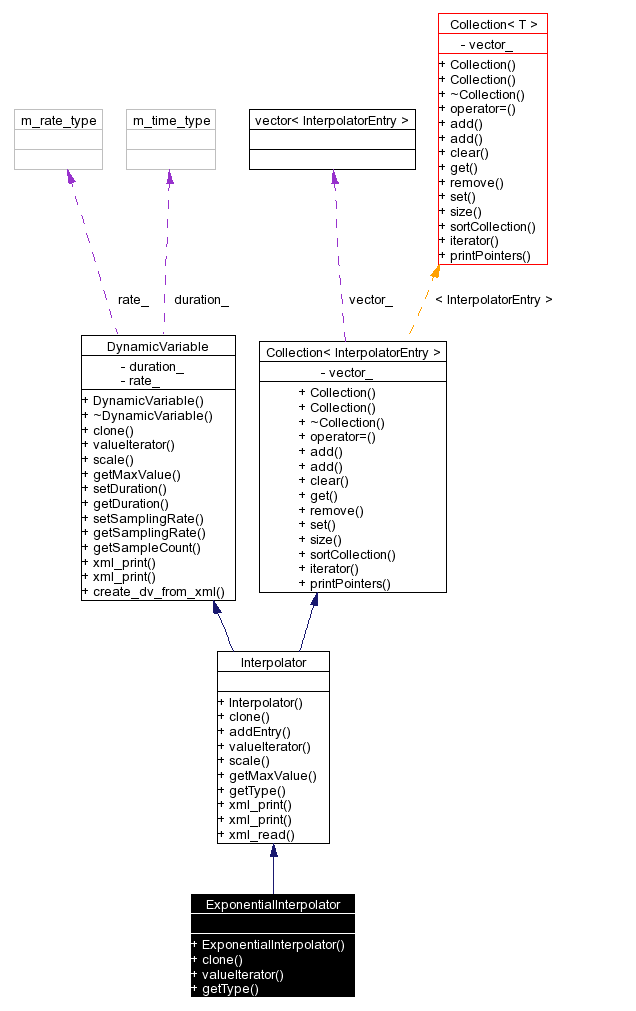 Collection< T >
- vector_
+ Collection()
+ Collection()
+ ~Collection()
+ operator=()
+ add()
+ add()
+ clear()
+ get()
+ remove()
+ set()
+ size()
+ sortCollection()
+ iterator()
+ printPointers()
m_rate_type
m_time_type
vector< InterpolatorEntry >
rate_
duration_
vector_
< InterpolatorEntry >
DynamicVariable
- duration_
- rate_
+ DynamicVariable()
+ ~DynamicVariable()
+ clone()
+ valueIterator()
+ scale()
+ getMaxValue()
+ setDuration()
+ getDuration()
+ setSamplingRate()
+ getSamplingRate()
+ getSampleCount()
+ xml_print()
+ xml_print()
+ create_dv_from_xml()
Collection< InterpolatorEntry >
- vector_
+ Collection()
+ Collection()
+ ~Collection()
+ operator=()
+ add()
+ add()
+ clear()
+ get()
+ remove()
+ set()
+ size()
+ sortCollection()
+ iterator()
+ printPointers()
Interpolator
+ Interpolator()
+ clone()
+ addEntry()
+ valueIterator()
+ scale()
+ getMaxValue()
+ getType()
+ xml_print()
+ xml_print()
+ xml_read()
ExponentialInterpolator
+ ExponentialInterpolator()
+ clone()
+ valueIterator()
+ getType()